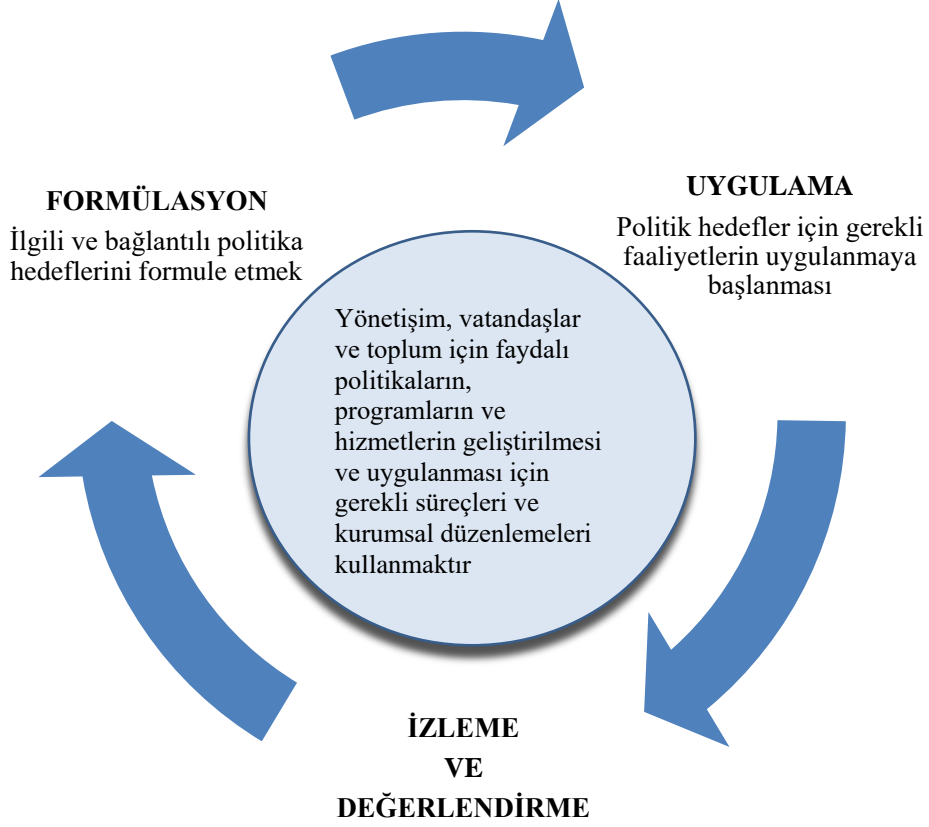 FORMÜLASYON
İlgili ve bağlantılı politika
hedeflerini formule etmek
UYGULAMA
Politik hedefler için gerekli
faaliyetlerin uygulanmaya
başlanması
Yönetişim, vatandaşlar
ve toplum için faydalı
politikaların,
programların ve
hizmetlerin geliştirilmesi
ve uygulanması için
gerekli süreçleri ve
kurumsal düzenlemeleri
kullanmaktır
İZLEME
VE
DEĞERLENDİRME